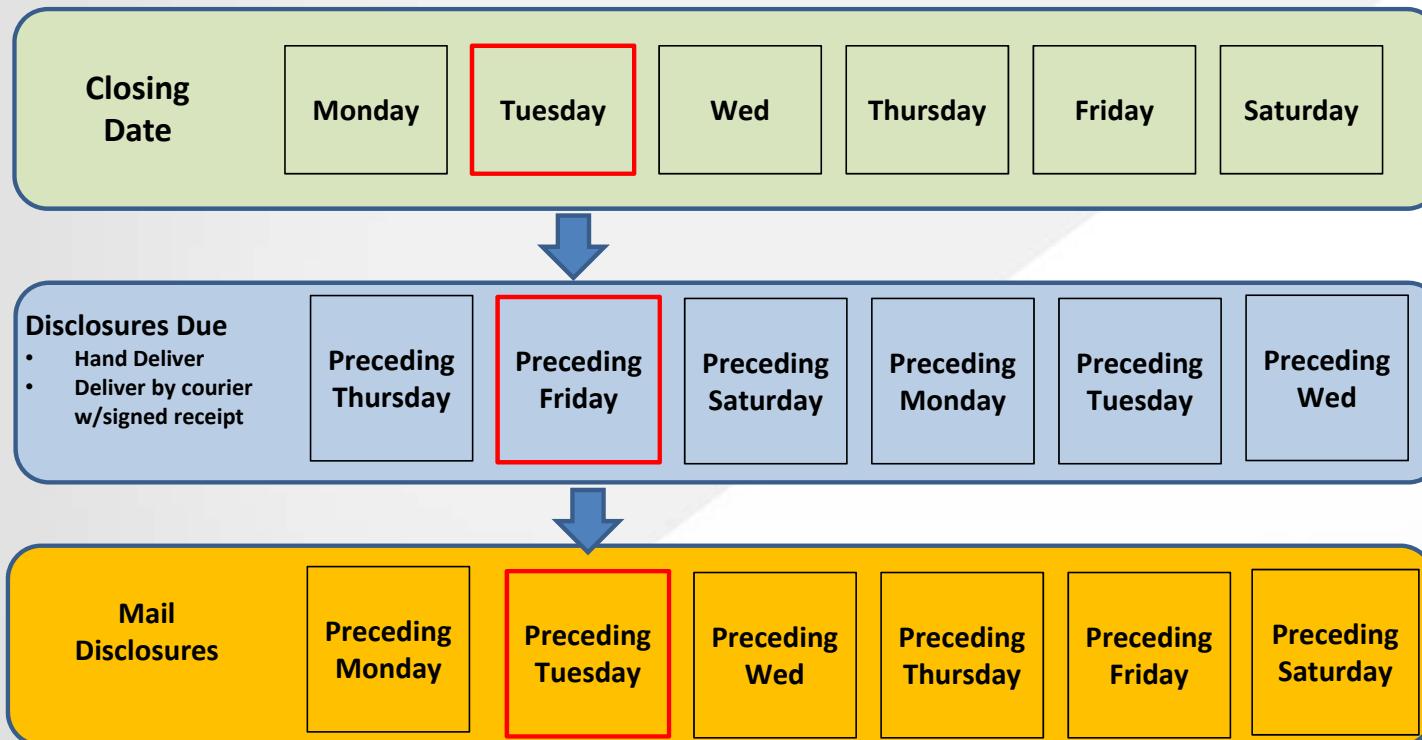 Closing
Date
Monday
Tuesday
Wed
Thursday
Friday
Saturday
Disclosures Due
• Hand Deliver
• Deliver by courier
w/signed receipt
Preceding
Thursday
Preceding
Friday
Preceding
Saturday
Preceding
Monday
Preceding
Tuesday
Preceding
Wed
Mail
Disclosures
Preceding
Monday
Preceding
Tuesday
Preceding
Wed
Preceding
Thursday
Preceding
Friday
Preceding
Saturday